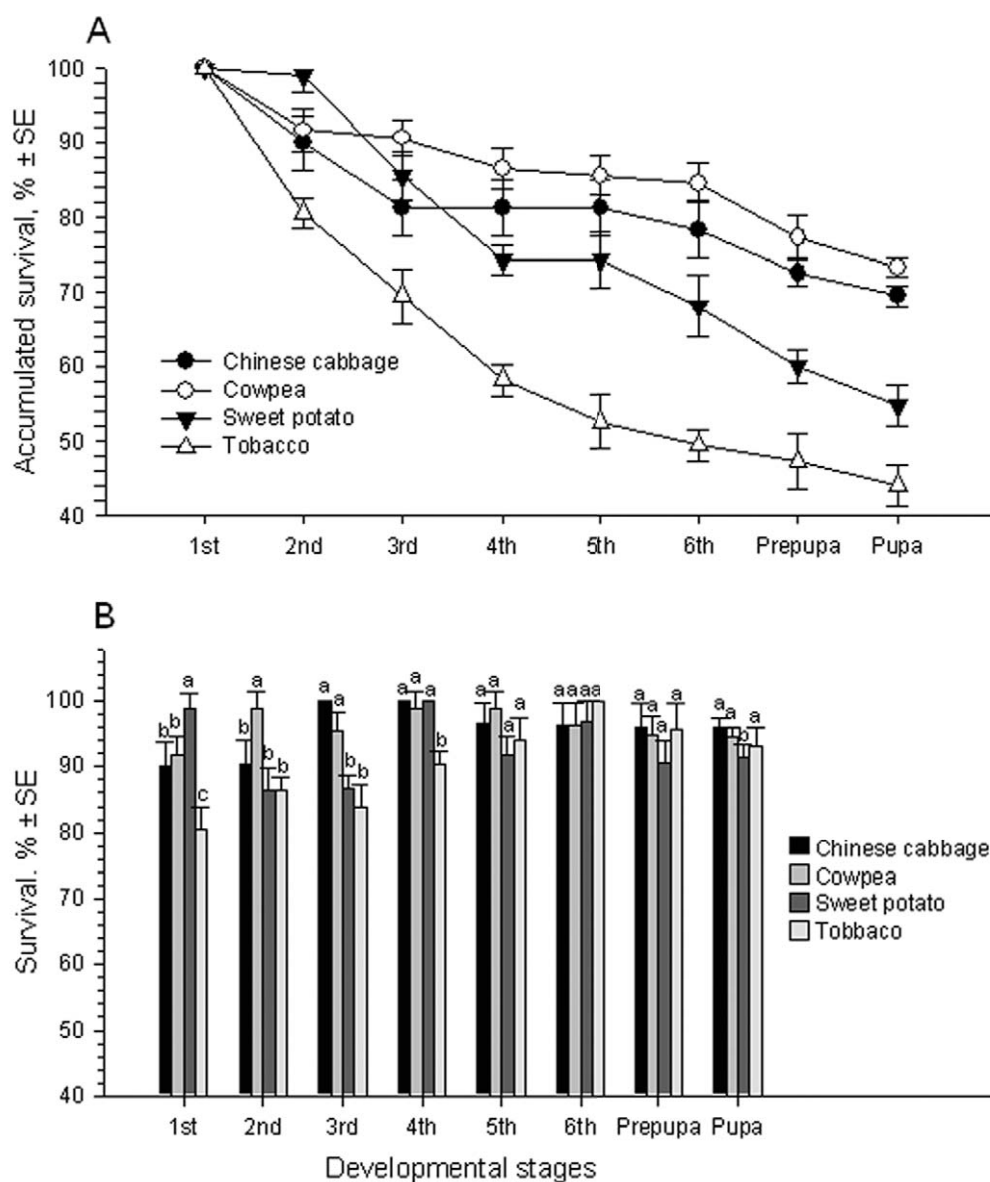 A
Accumulated survival, % ± SE
100
90
80
70
60
50
40
Chinese cabbage
Cowpea
Sweet potato
Tobacco
1st 2nd 3rd 4th 5th 6th Prepupa Pupa
B
Survival. % ± SE
100
90
80
70
60
50
40
b b a c
b a b b
a a b b
a a a b
a a a a
a a a a
a a a a
a a b a
Chinese cabbage
Cowpea
Sweet potato
Tobbaco
1st 2nd 3rd 4th 5th 6th Prepupa Pupa
Developmental stages